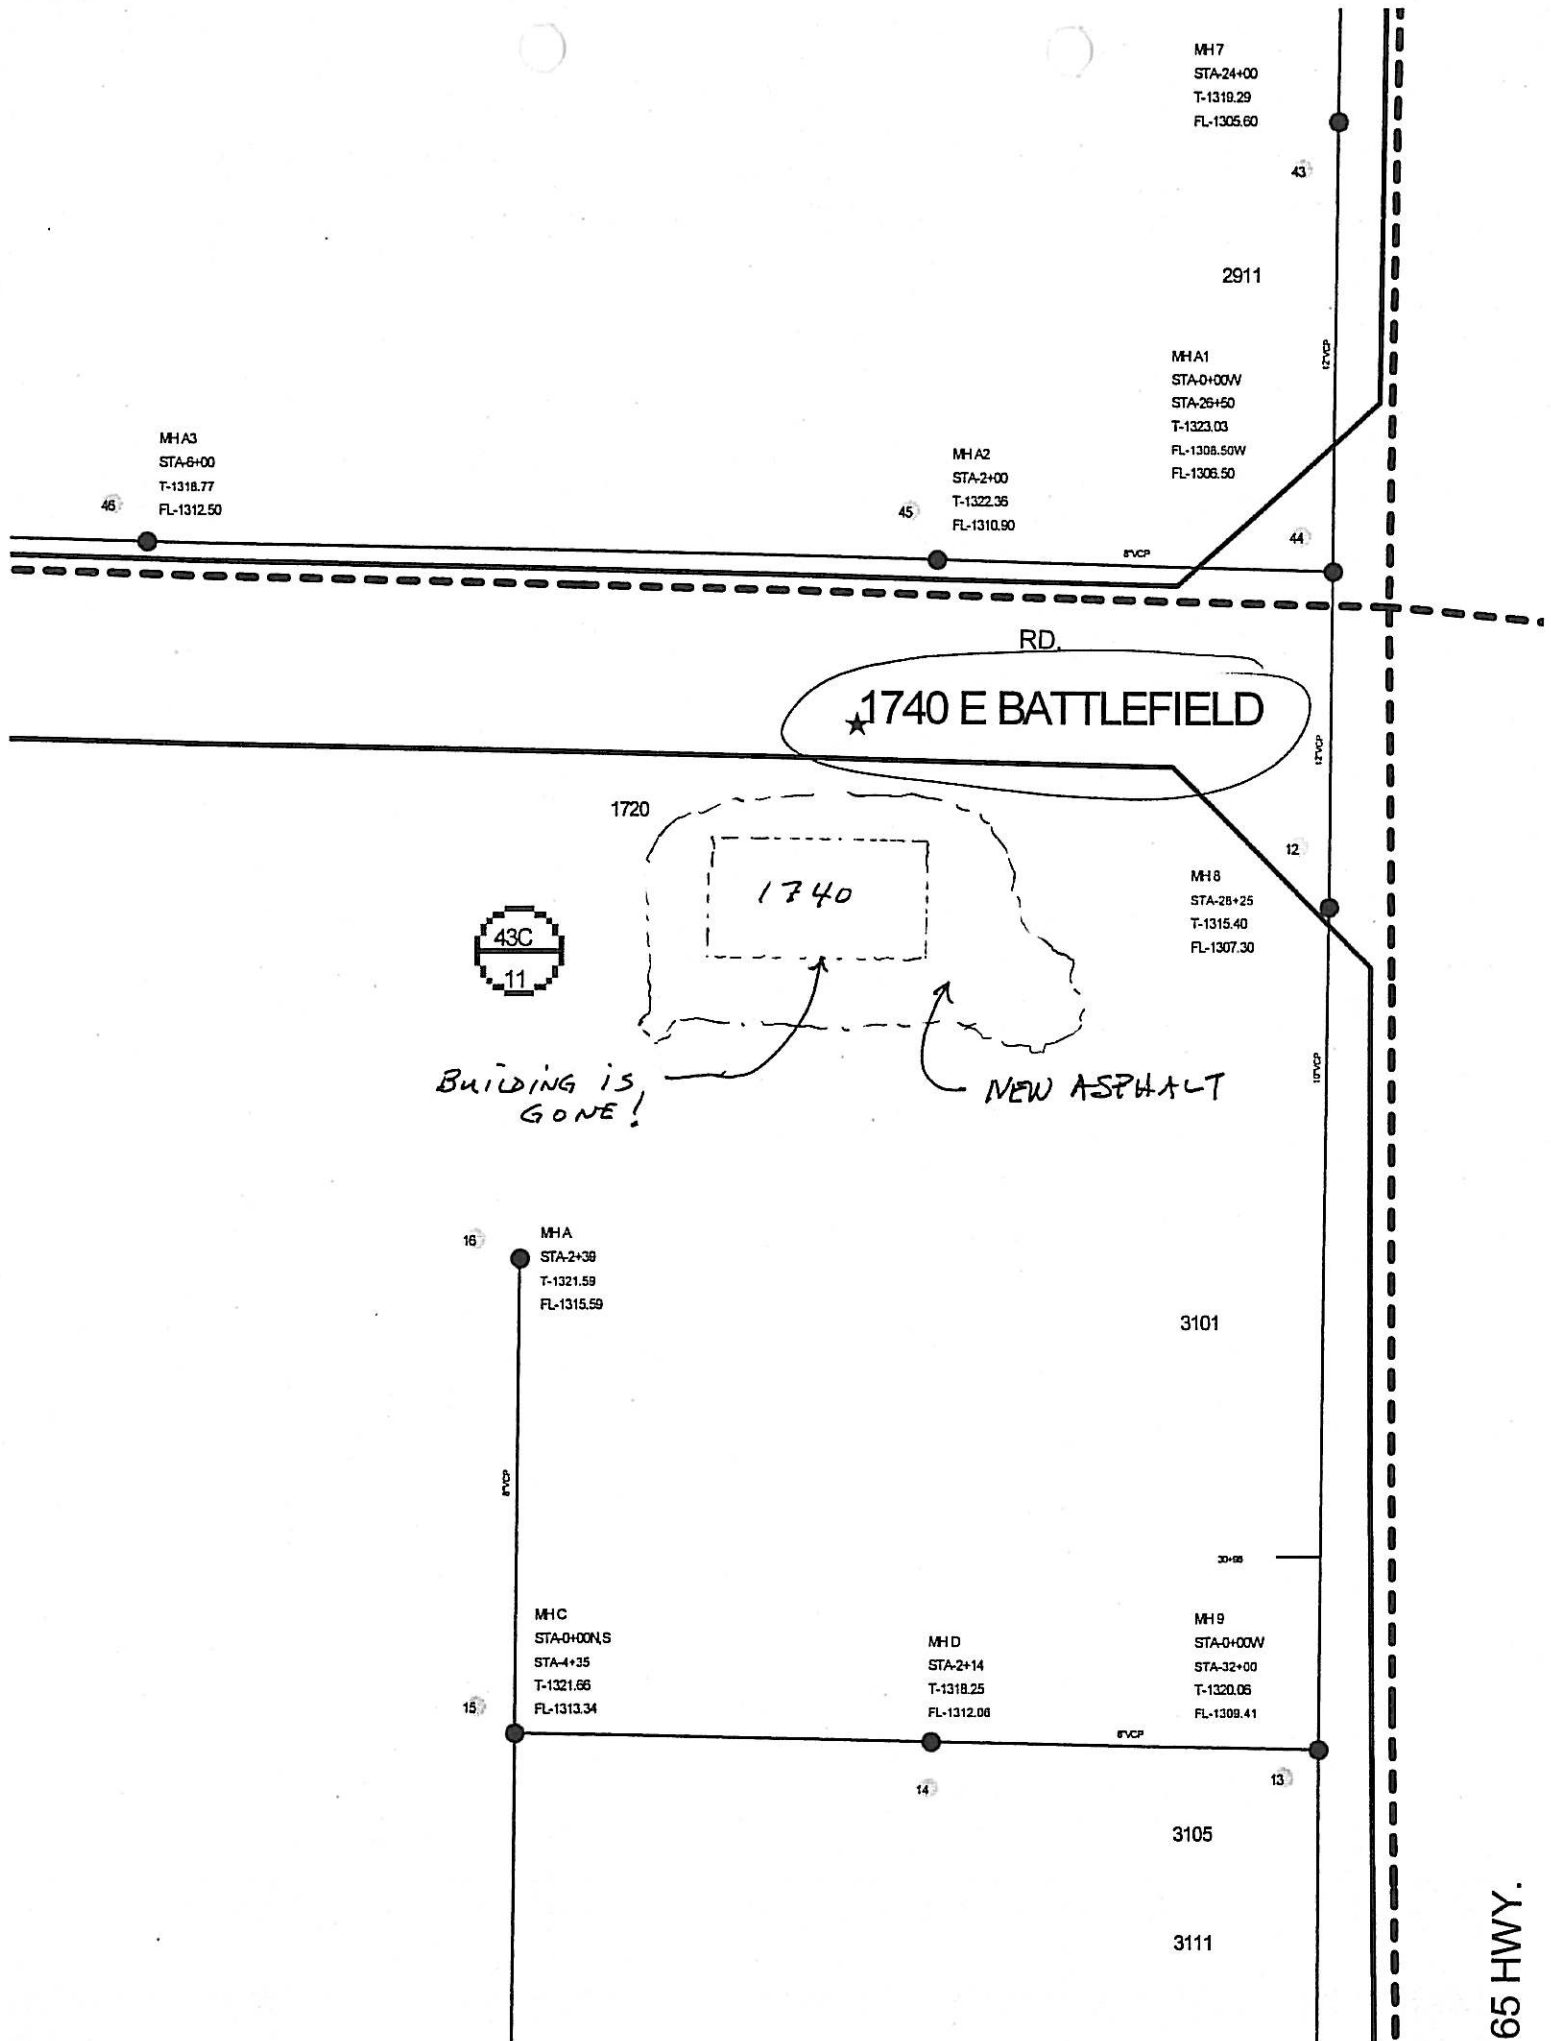 MH 7
STA-24+00
T-1319.29
FL-1305.60
43
2911
12"VCP
MH A1
STA-0+00W
STA-26+50
T-1323.03
FL-1308.50W
FL-1306.50
MH A3
STA-6+00
T-1318.77
FL-1312.50
46
MH A2
STA-2+00
T-1322.36
FL-1310.90
45
44
8"VCP
RD.
1740 E BATTLEFIELD
12"VCP
1720
1740
12
MH 8
STA-28+25
T-1315.40
FL-1307.30
43C
11
10"VCP
BUILDING IS
GONE!
NEW ASPHALT
16
MH A
STA-2+39
T-1321.59
FL-1315.59
3101
8"VCP
30+98
MH C
STA-0+00N,S
STA-4+35
T-1321.66
FL-1313.34
15
MH D
STA-2+14
T-1318.25
FL-1312.06
14
MH 9
STA-0+00W
STA-32+00
T-1320.06
FL-1309.41
13
8"VCP
3105
3111
65 HWY.